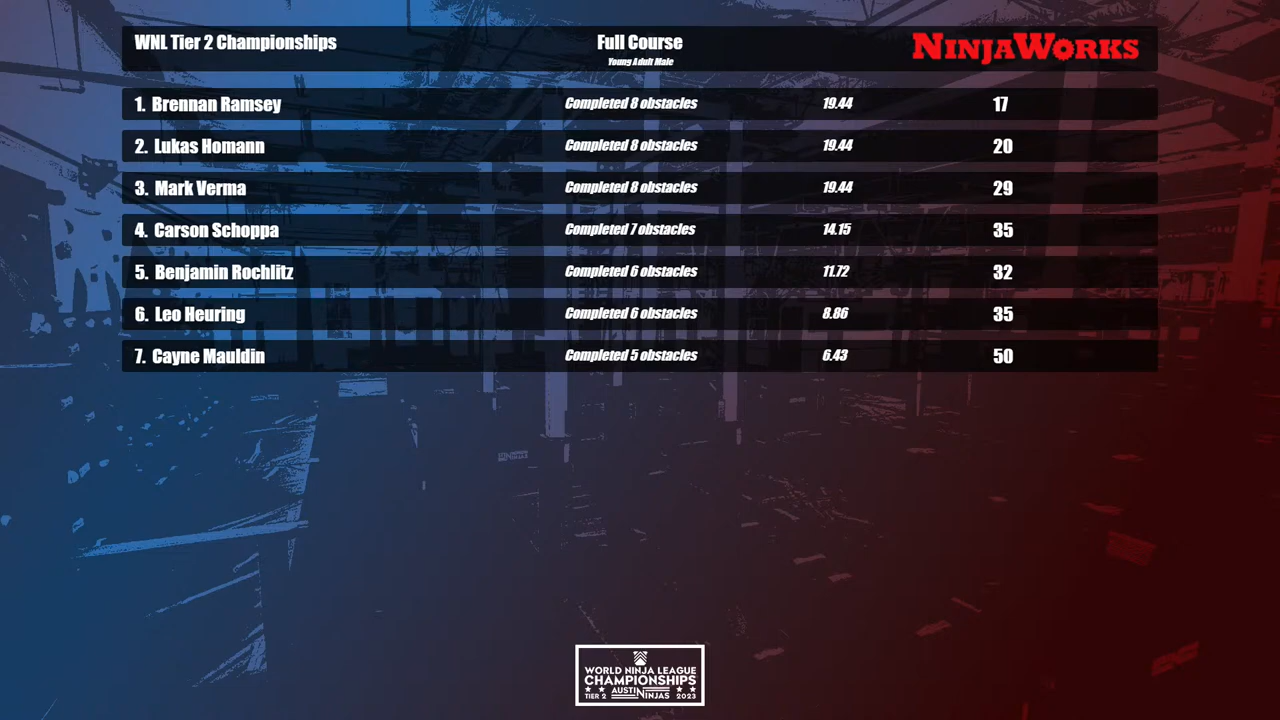 WNL Tier 2 Championships
Full Course
Young Adult Male
NINJAWORKS
1. Brennan Ramsey Completed 8 obstacles 19.44 17
2. Lukas Homann Completed 8 obstacles 19.44 20
3. Mark Verma Completed 8 obstacles 19.44 29
4. Carson Schoppa Completed 7 obstacles 14.15 35
5. Benjamin Rochlitz Completed 6 obstacles 11.72 32
6. Leo Heuring Completed 6 obstacles 8.86 35
7. Cayne Mauldin Completed 5 obstacles 6.43 50
WORLD NINJA LEAGUE
CHAMPIONSHIPS
TIER 2 AUSTIN NINJAS 2023